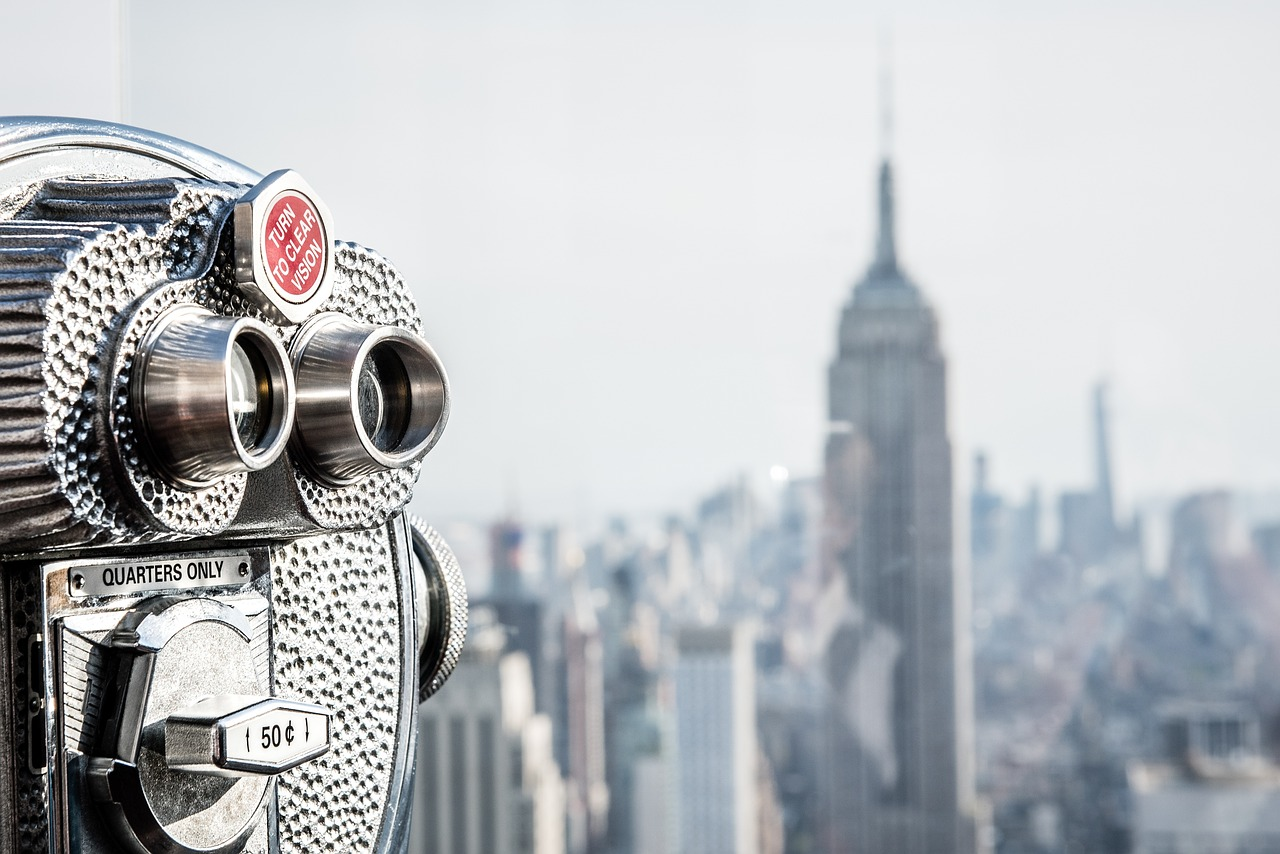 TURN
TO CLEAR
VISION
QUARTERS ONLY
↑ 50¢ ↓